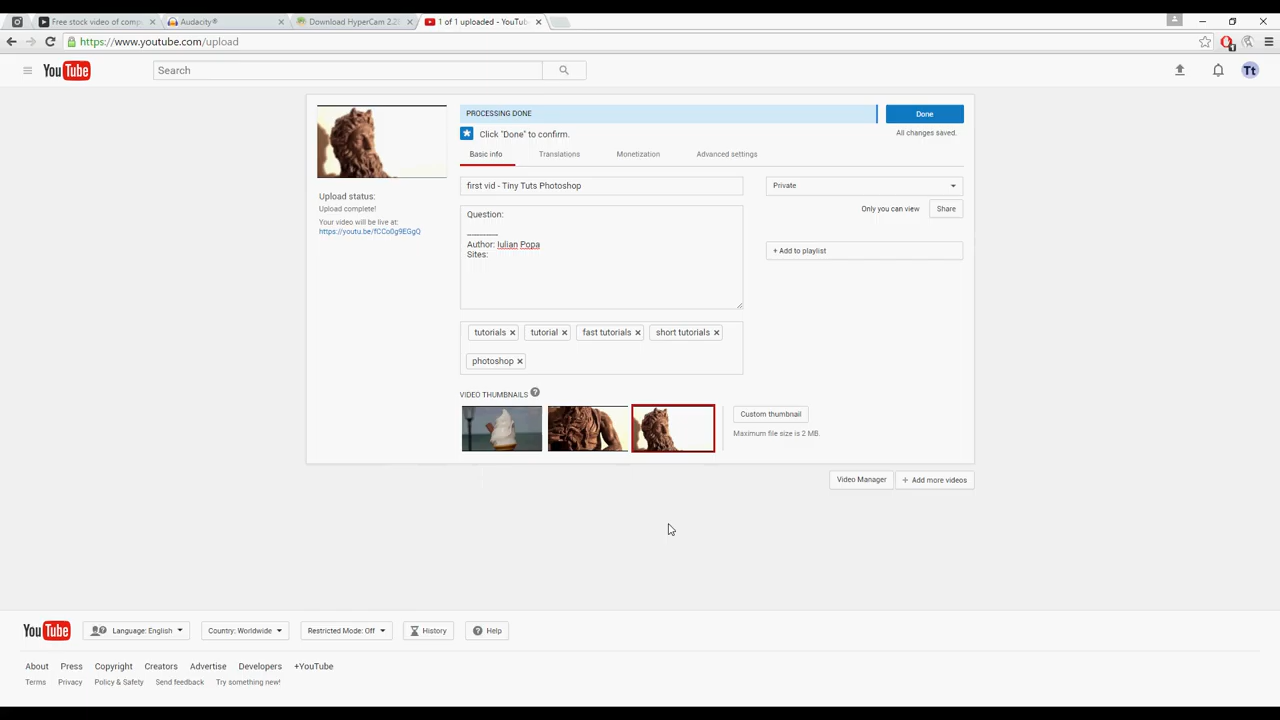 Free stock video of comp
Audacity®
Download HyperCam 2.28
1 of 1 uploaded - YouTub
https://www.youtube.com/upload
YouTube
Search
Tt
PROCESSING DONE
Done
Click "Done" to confirm.
All changes saved.
Basic info
Translations
Monetization
Advanced settings
first vid - Tiny Tuts Photoshop
Private
Upload status:
Upload complete!
Your video will be live at:
https://youtu.be/fCCo0g9EGgQ
Question:
-------------
Author: Iulian Popa
Sites:
Only you can view
Share
+ Add to playlist
tutorials
tutorial
fast tutorials
short tutorials
photoshop
VIDEO THUMBNAILS
Custom thumbnail
Maximum file size is 2 MB.
Video Manager
+ Add more videos
YouTube
Language: English
Country: Worldwide
Restricted Mode: Off
History
Help
About Press Copyright Creators Advertise Developers +YouTube
Terms Privacy Policy & Safety Send feedback Try something new!